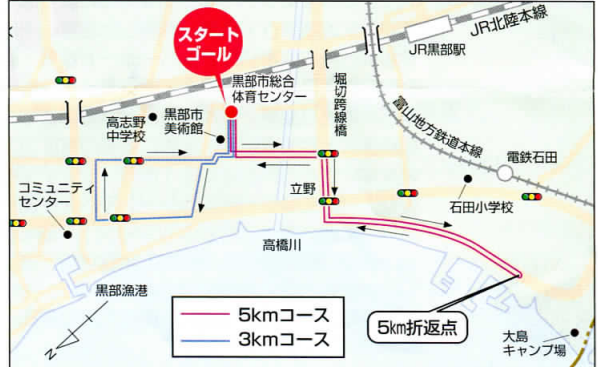 スタート
ゴール
JR北陸本線
JR黒部駅
黒部市総合
体育センター
堀切跨線橋
高志野
中学校
黒部市
美術館
富山地方鉄道本線
電鉄石田
コミュニティ
センター
立野
石田小学校
高橋川
黒部漁港
N
5kmコース
3kmコース
5km折返点
大島
キャンプ場